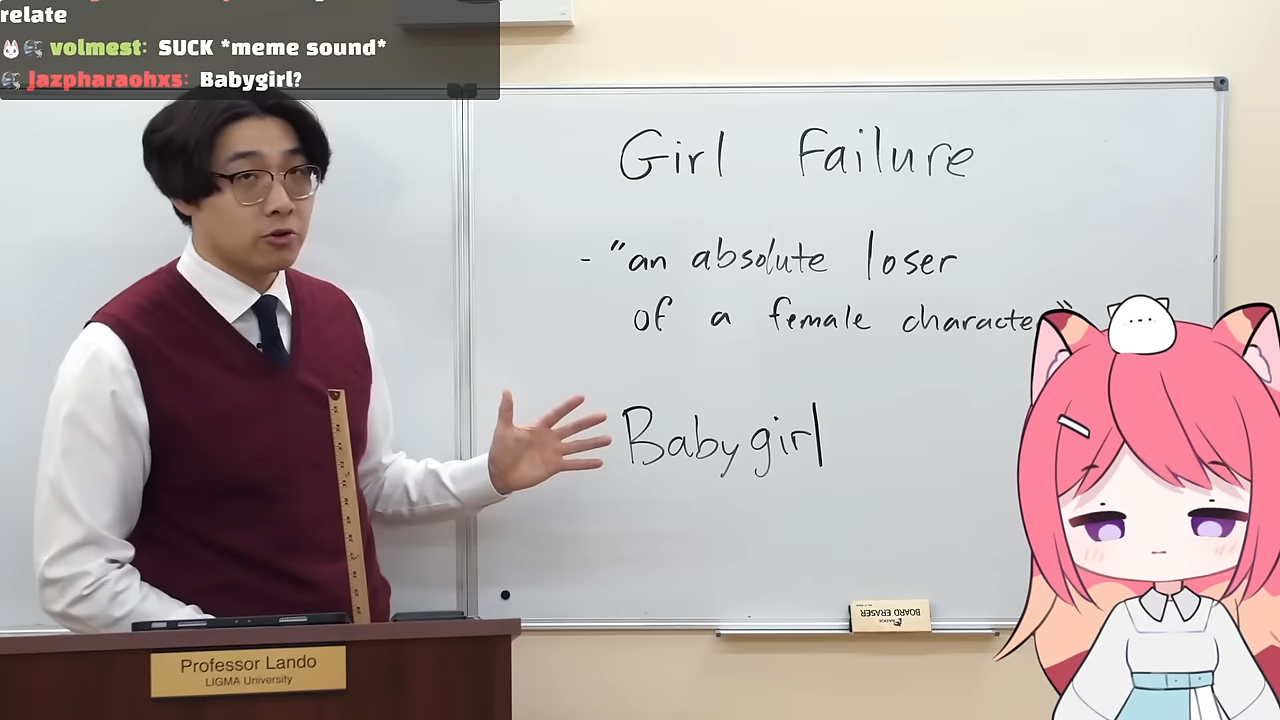 relate
volmest: SUCK *meme sound*
jazpharaohxs: Babygirl?
Girl Failure
- "an absolute loser
of a female characte"
Babygirl
BOARD ERASER
Professor Lando
LIGMA University